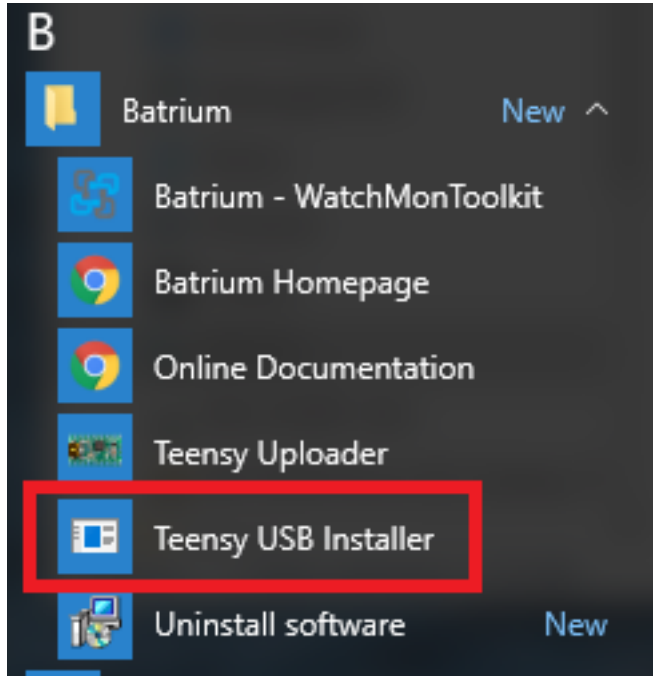 B
Batrium New
Batrium - WatchMonToolkit
Batrium Homepage
Online Documentation
Teensy Uploader
Teensy USB Installer
Uninstall software New